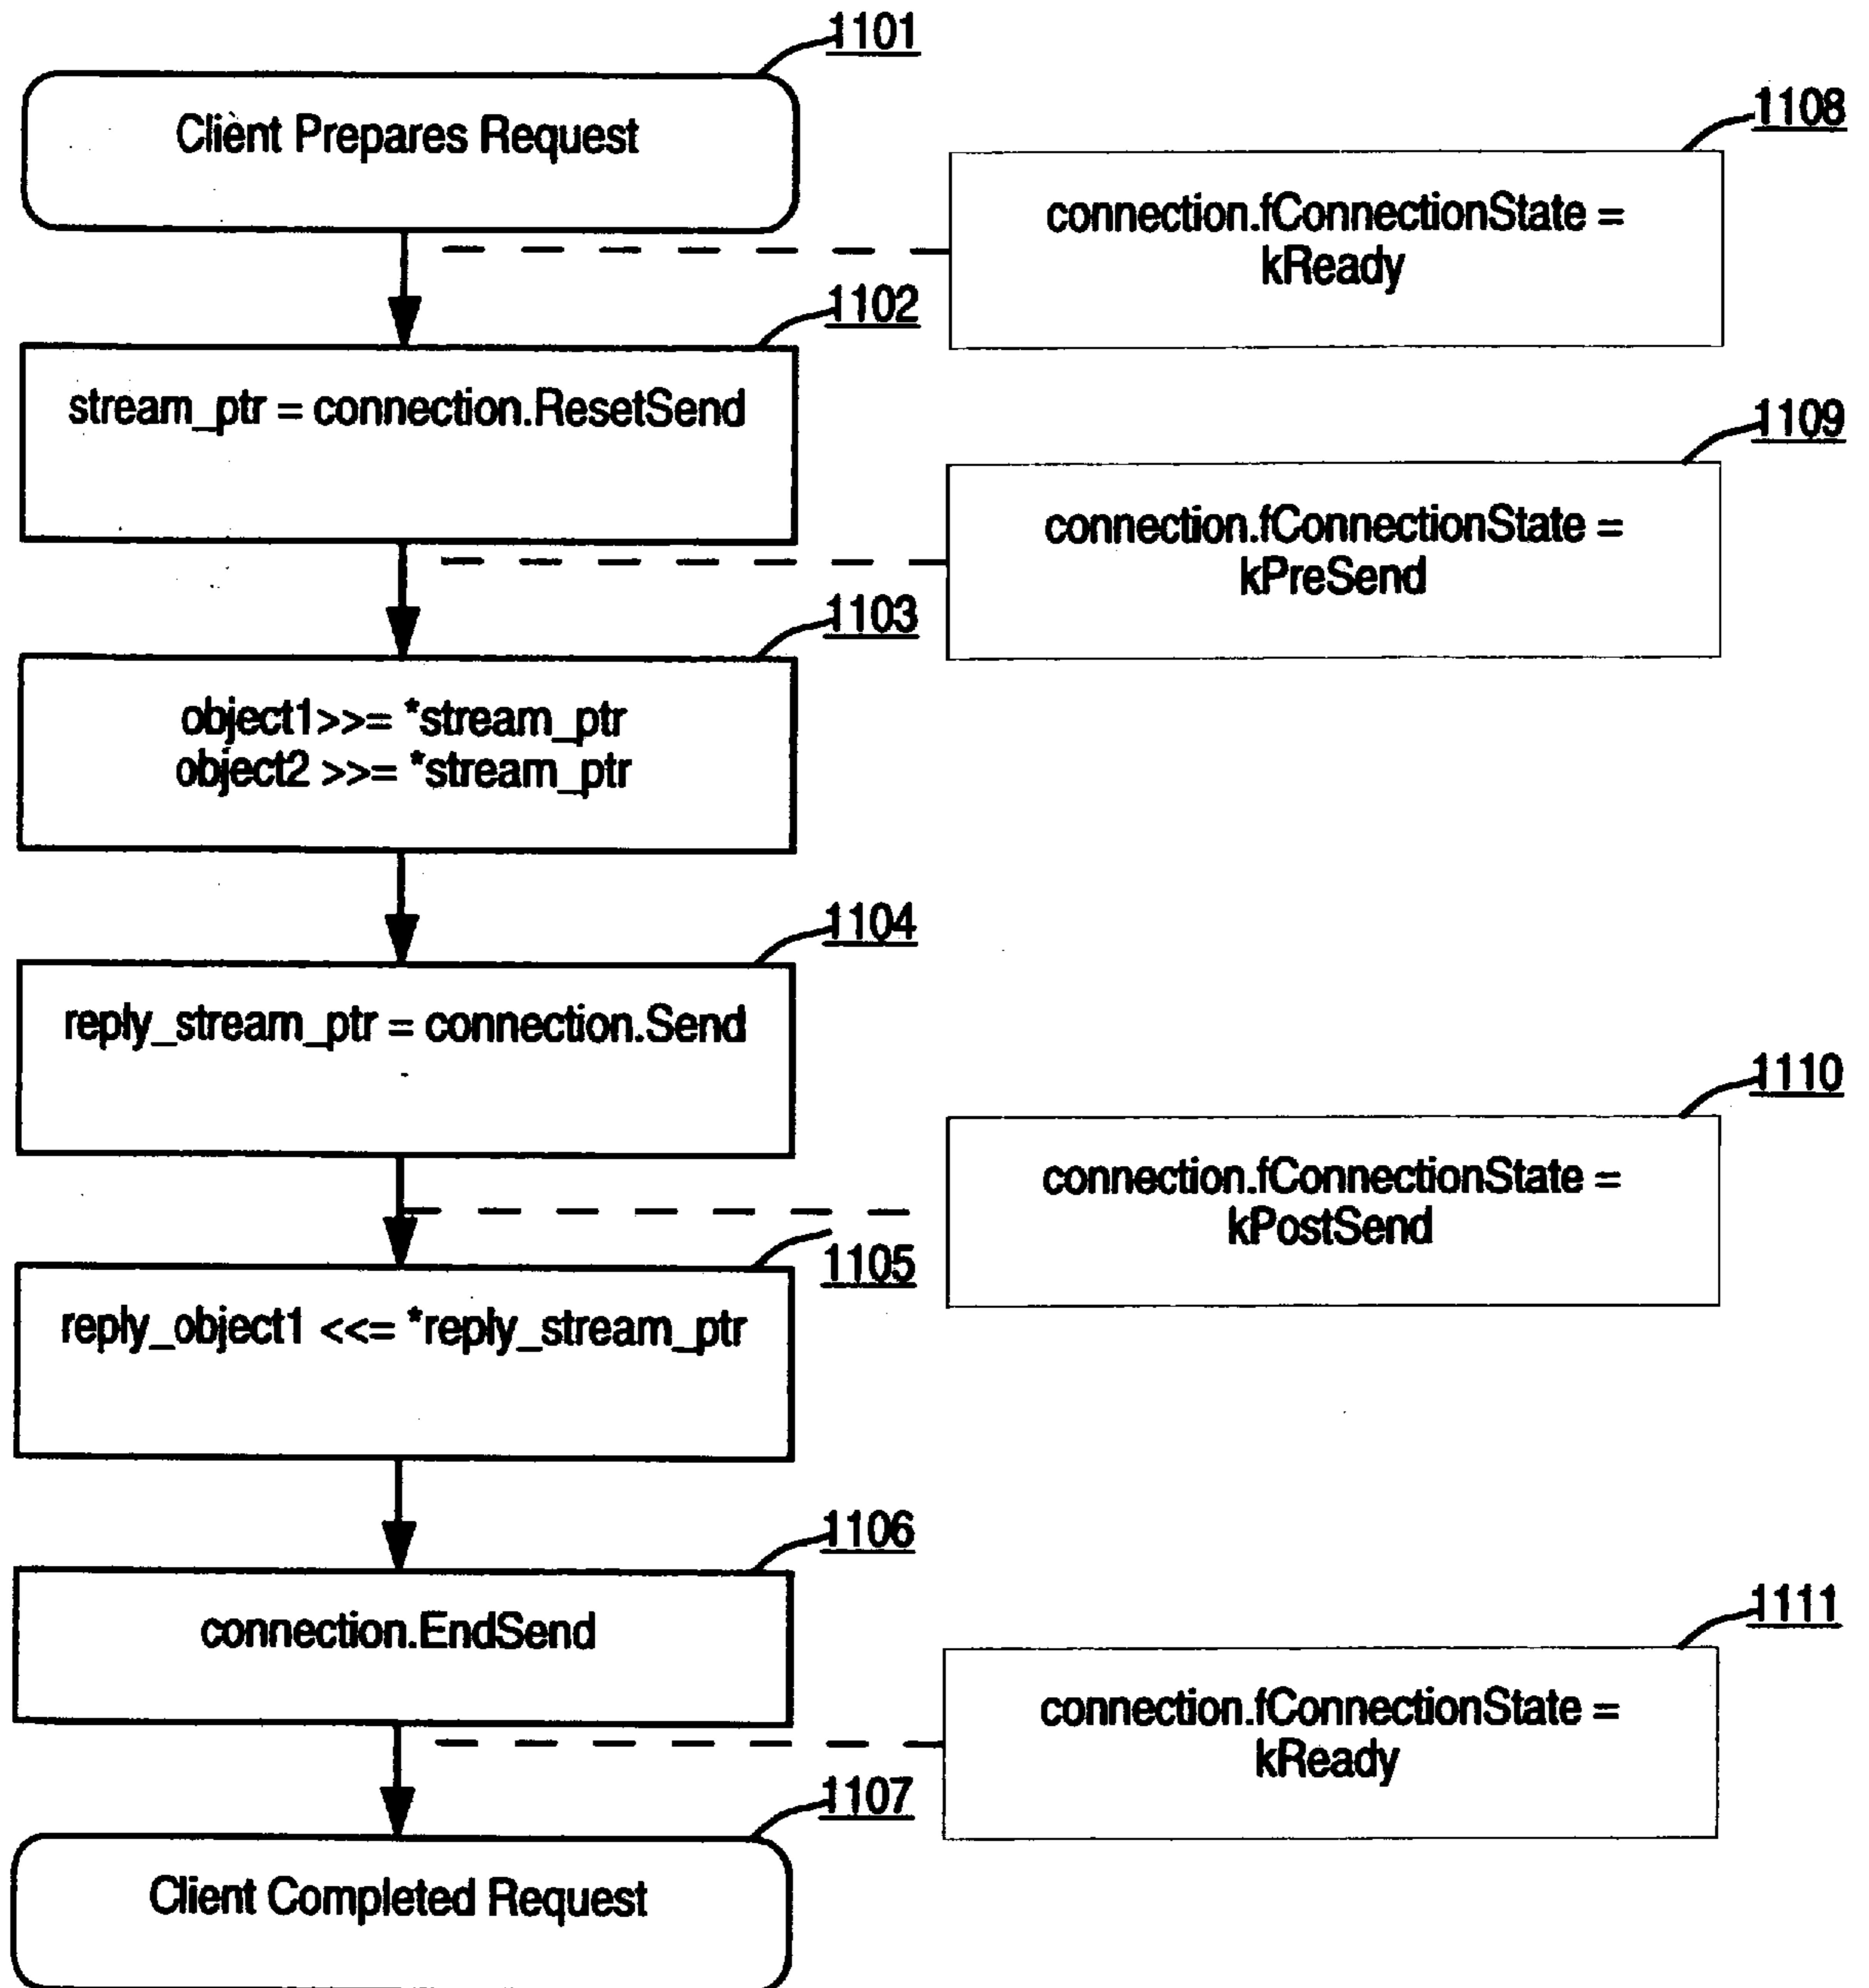 1101
Client Prepares Request
1108
connection.fConnectionState =
kReady
1102
stream_ptr = connection.ResetSend
1109
connection.fConnectionState =
kPreSend
1103
object1>>= *stream_ptr
object2 >>= *stream_ptr
1104
reply_stream_ptr = connection.Send
1110
connection.fConnectionState =
kPostSend
1105
reply_object1 <<= *reply_stream_ptr
1106
connection.EndSend
1111
connection.fConnectionState =
kReady
1107
Client Completed Request